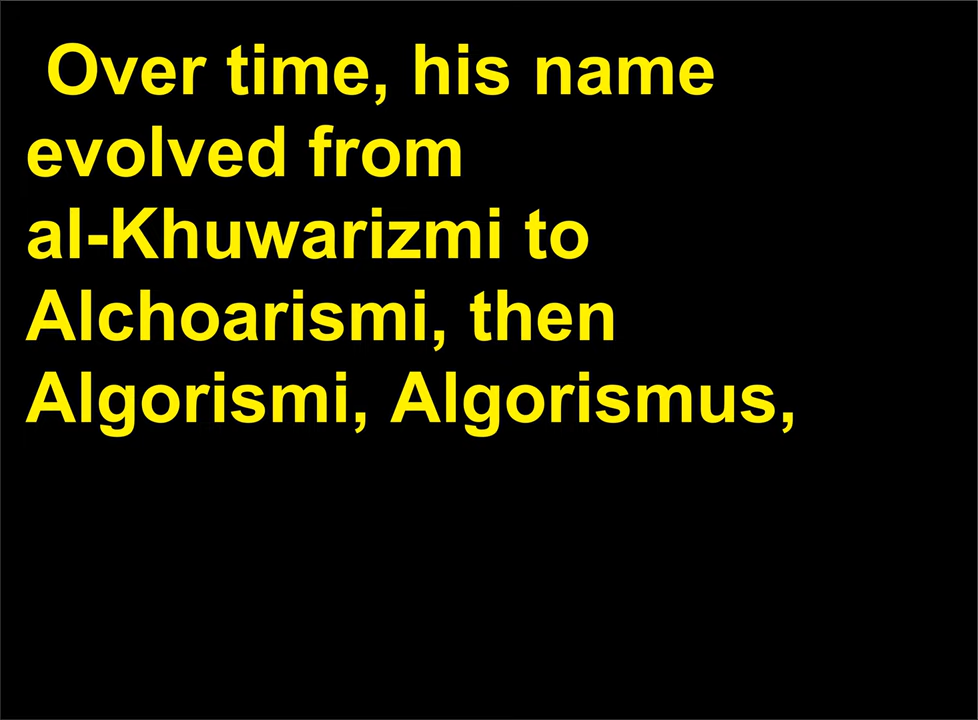 Over time, his name
evolved from
al-Khuwarizmi to
Alchoarismi, then
Algorismi, Algorismus,